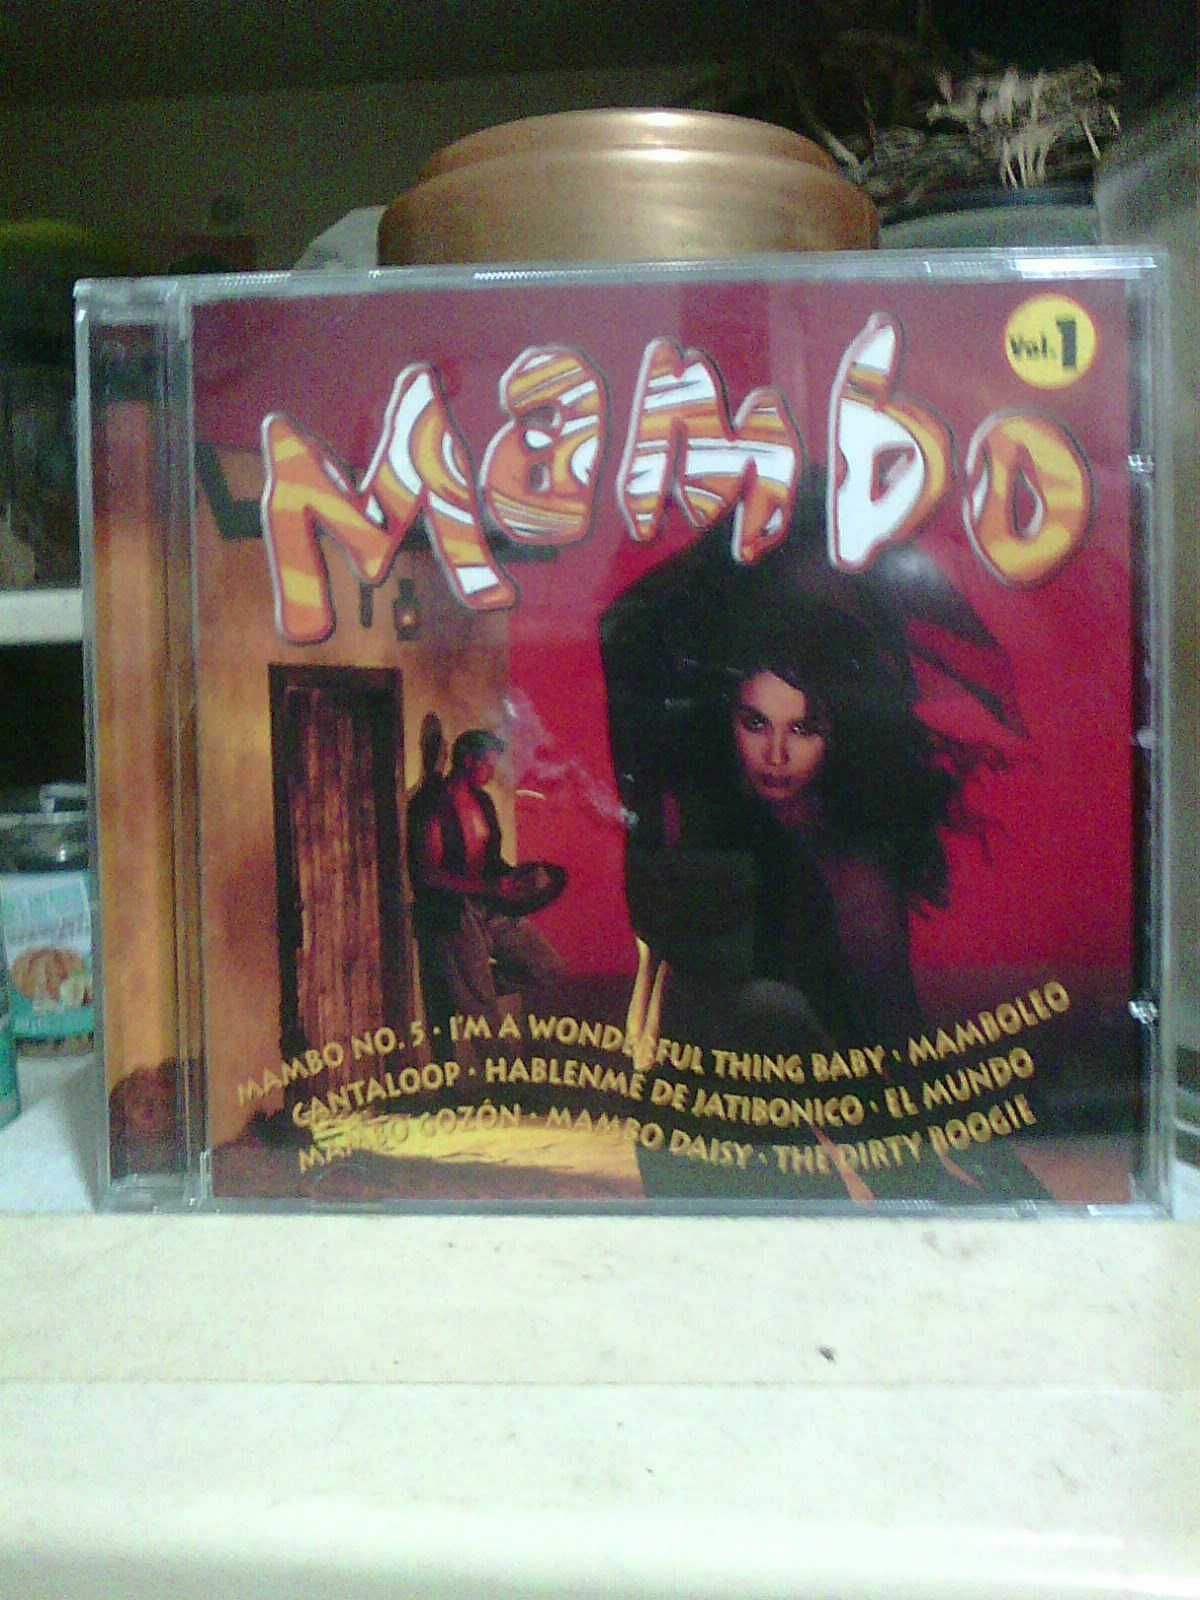 Mambo
Vol. 1
MAMBO NO. 5 · I'M A WONDERFUL THING BABY · MAMBOLEO
CANTALOOP · HABLENME DE JATIBONICO · EL MUNDO
MAMBO GOZÓN · MAMBO DAISY · THE DIRTY BOOGIE